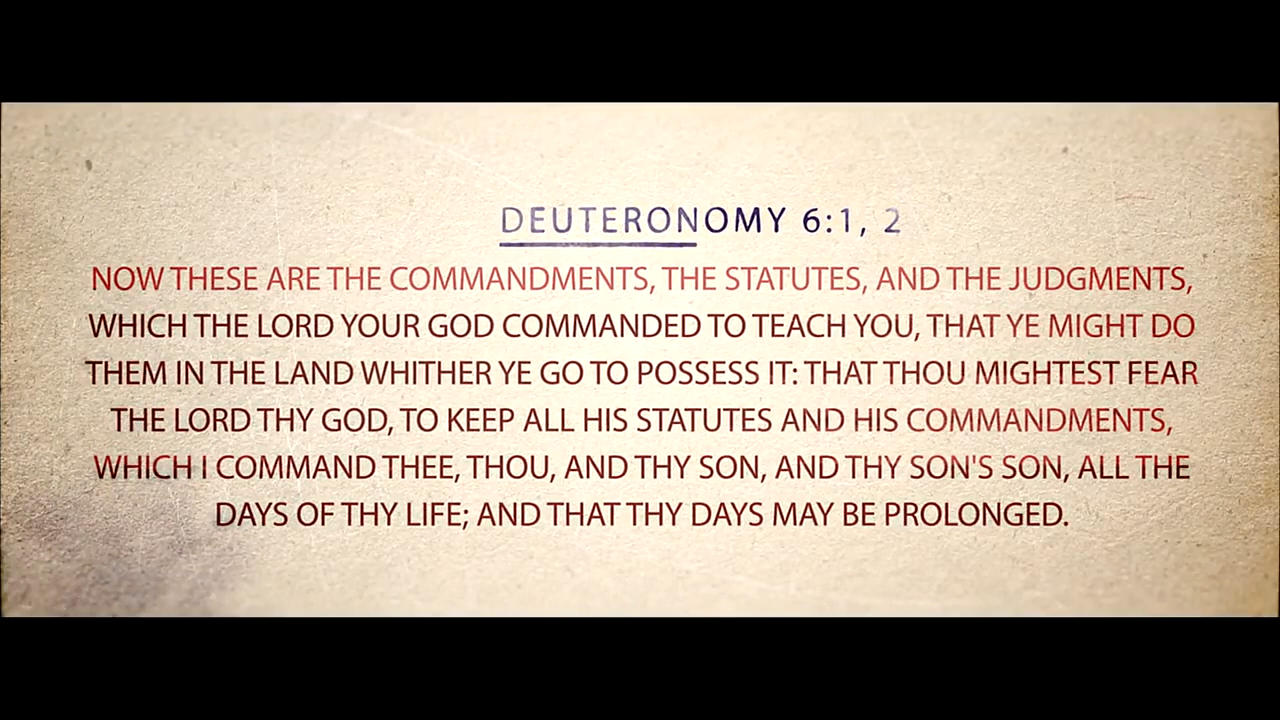 DEUTERONOMY 6:1, 2
NOW THESE ARE THE COMMANDMENTS, THE STATUTES, AND THE JUDGMENTS,
WHICH THE LORD YOUR GOD COMMANDED TO TEACH YOU, THAT YE MIGHT DO
THEM IN THE LAND WHITHER YE GO TO POSSESS IT: THAT THOU MIGHTEST FEAR
THE LORD THY GOD, TO KEEP ALL HIS STATUTES AND HIS COMMANDMENTS,
WHICH I COMMAND THEE, THOU, AND THY SON, AND THY SON'S SON, ALL THE
DAYS OF THY LIFE; AND THAT THY DAYS MAY BE PROLONGED.